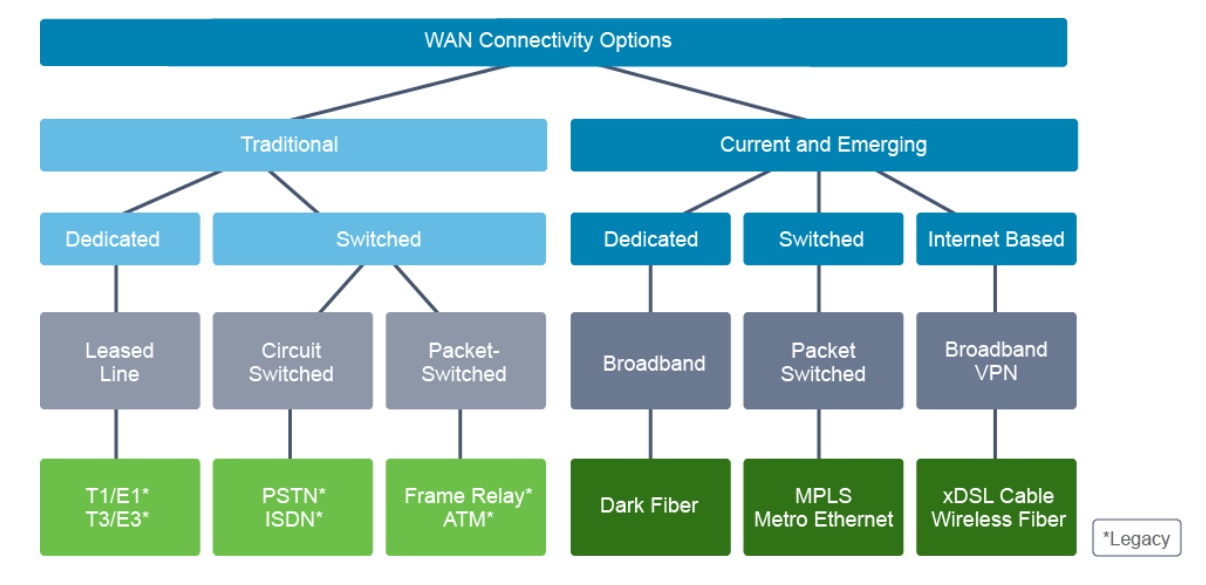 WAN Connectivity Options
Traditional
Current and Emerging
Dedicated
Switched
Dedicated
Switched
Internet Based
Leased
Line
Circuit
Switched
Packet-
Switched
Broadband
Packet
Switched
Broadband
VPN
T1/E1*
T3/E3*
PSTN*
ISDN*
Frame Relay*
ATM*
Dark Fiber
MPLS
Metro Ethernet
xDSL Cable
Wireless Fiber
*Legacy